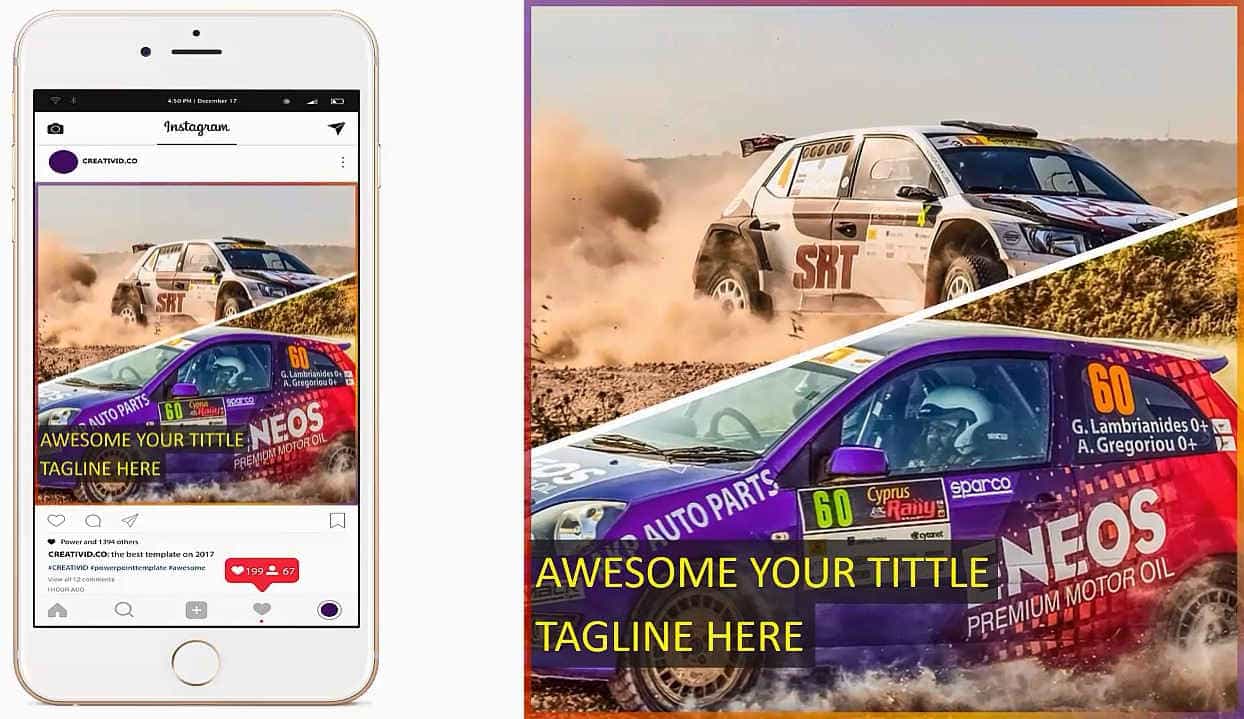 4:50 PM | December 17
Instagram
CREATIVID.CO
SRT
60
G. Lambrianides 0+
A. Gregoriou 0+
AUTO PARTS
60
Cyprus
Rally
sparco
NEOS
PREMIUM MOTOR OIL
AWESOME YOUR TITTLE
TAGLINE HERE
Power and 1394 others
CREATIVID.CO: the best template on 2017
#CREATIVID #powerpointtemplate #awesome
View all 12 comments
1 HOUR AGO
199
67
SRT
60
G. Lambrianides 0+
A. Gregoriou 0+
AUTO PARTS
60
Cyprus
Rally
sparco
cytanet
ENEOS
PREMIUM MOTOR OIL
AWESOME YOUR TITTLE
TAGLINE HERE